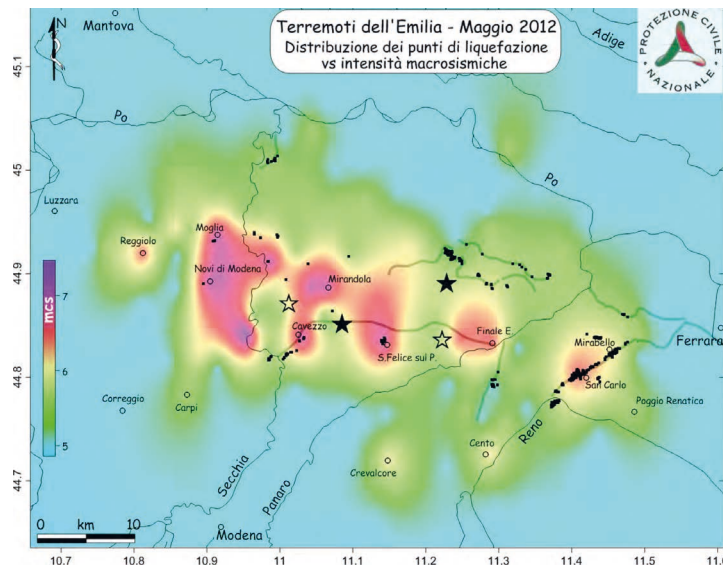 Terremoti dell'Emilia - Maggio 2012
Distribuzione dei punti di liquefazione
vs intensità macrosismiche
PROTEZIONE CIVILE
NAZIONALE
N
Mantova
Adige
45.1
Po
45
Po
Luzzara
Moglia
Reggiolo
44.9
Novi di Modena
Mirandola
mcs
7
6
5
Cavezzo
Finale E.
S.Felice sul P.
Mirabello
Ferrara
44.8
San Carlo
Correggio
Carpi
Poggio Renatico
Reno
Cento
Crevalcore
44.7
Secchia
Panaro
0 km 10
Modena
10.7 10.8 10.9 11 11.1 11.2 11.3 11.4 11.5 11.6